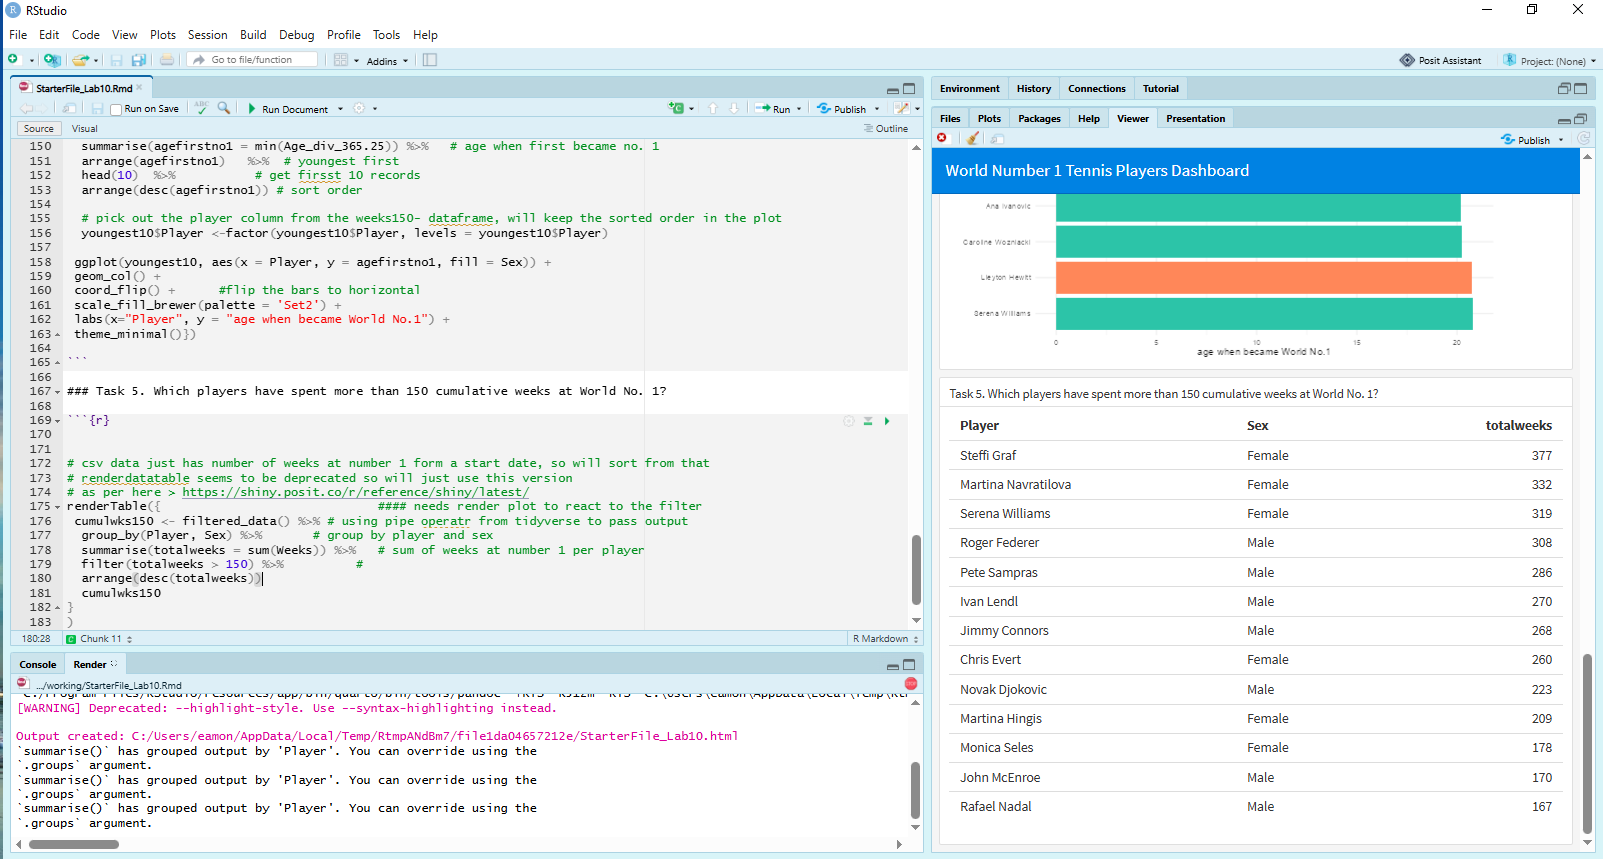 RStudio
File Edit Code View Plots Session Build Debug Profile Tools Help
Go to file/function Addins Posit Assistant Project: (None)
StarterFile_Lab10.Rmd
Run on Save ABC Run Document Run Publish
Source Visual Outline
150 summarise(agefirstno1 = min(Age_div_365.25)) %>% # age when first became no. 1
151 arrange(agefirstno1) %>% # youngest first
152 head(10) %>% # get firsst 10 records
153 arrange(desc(agefirstno1)) # sort order
154
155 # pick out the player column from the weeks150- dataframe, will keep the sorted order in the plot
156 youngest10$Player <-factor(youngest10$Player, levels = youngest10$Player)
157
158 ggplot(youngest10, aes(x = Player, y = agefirstno1, fill = Sex)) +
159 geom_col() +
160 coord_flip() + #flip the bars to horizontal
161 scale_fill_brewer(palette = 'Set2') +
162 labs(x="Player", y = "age when became World No.1") +
163 theme_minimal()})
164
165 ```
166
167 ### Task 5. Which players have spent more than 150 cumulative weeks at World No. 1?
168
169 ```{r}
170
171
172 # csv data just has number of weeks at number 1 form a start date, so will sort from that
173 # renderdatatable seems to be deprecated so will just use this version
174 # as per here > https://shiny.posit.co/r/reference/shiny/latest/
175 renderTable({ #### needs render plot to react to the filter
176 cumulwks150 <- filtered_data() %>% # using pipe operatr from tidyverse to pass output
177 group_by(Player, Sex) %>% # group by player and sex
178 summarise(totalweeks = sum(Weeks)) %>% # sum of weeks at number 1 per player
179 filter(totalweeks > 150) %>% #
180 arrange(desc(totalweeks))
181 cumulwks150
182 }
183 )
180:28 C Chunk 11 R Markdown
Console Render
.../working/StarterFile_Lab10.Rmd
[WARNING] Deprecated: --highlight-style. Use --syntax-highlighting instead.
Output created: C:/Users/eamon/AppData/Local/Temp/RtmpANdBm7/file1da04657212e/StarterFile_Lab10.html
`summarise()` has grouped output by 'Player'. You can override using the
`.groups` argument.
`summarise()` has grouped output by 'Player'. You can override using the
`.groups` argument.
`summarise()` has grouped output by 'Player'. You can override using the
`.groups` argument.
Environment History Connections Tutorial
Files Plots Packages Help Viewer Presentation
Publish
World Number 1 Tennis Players Dashboard
Ana Ivanovic
Caroline Wozniacki
Lleyton Hewitt
Serena Williams
0 5 10 15 20
age when became World No.1
Task 5. Which players have spent more than 150 cumulative weeks at World No. 1?
Player Sex totalweeks
Steffi Graf Female 377
Martina Navratilova Female 332
Serena Williams Female 319
Roger Federer Male 308
Pete Sampras Male 286
Ivan Lendl Male 270
Jimmy Connors Male 268
Chris Evert Female 260
Novak Djokovic Male 223
Martina Hingis Female 209
Monica Seles Female 178
John McEnroe Male 170
Rafael Nadal Male 167